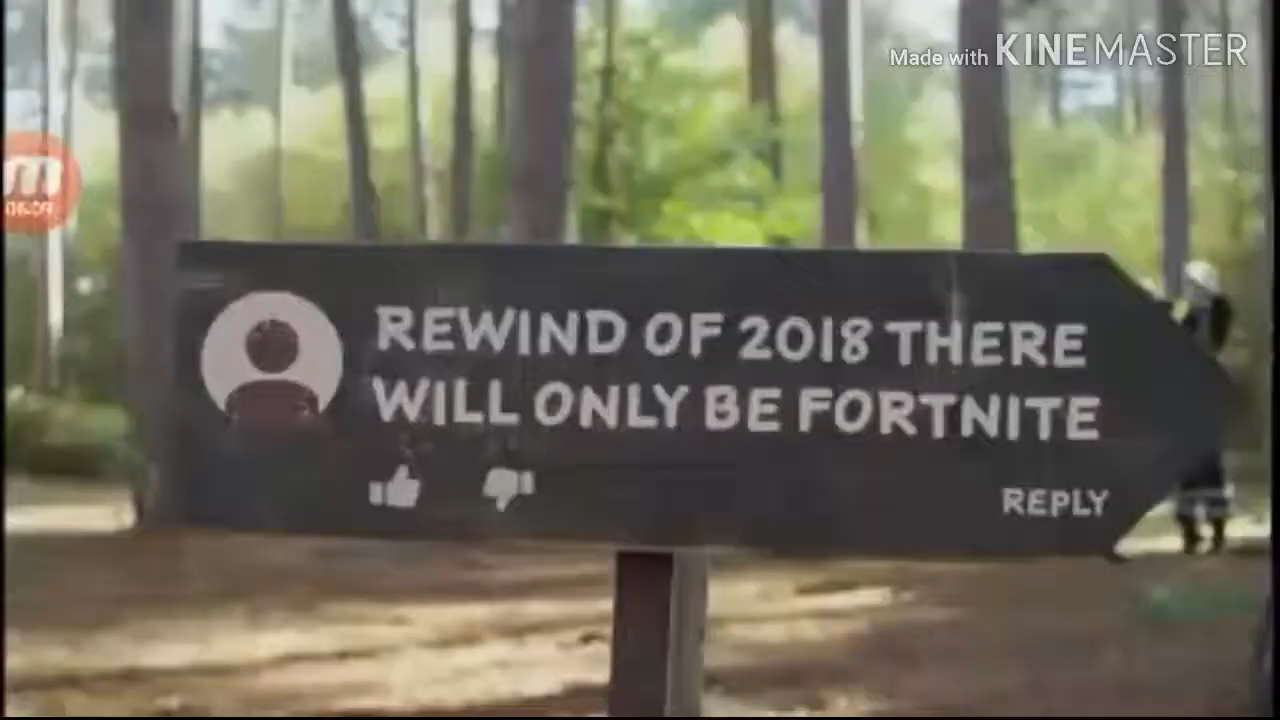 Made with KINEMASTER
m
REWIND OF 2018 THERE
WILL ONLY BE FORTNITE
REPLY